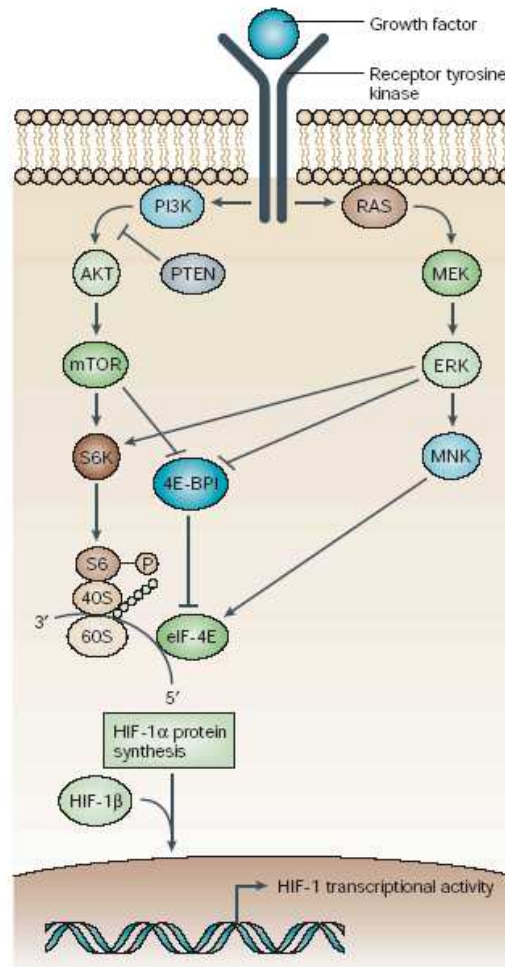 Growth factor
Receptor tyrosine
kinase
PI3K
RAS
AKT
PTEN
MEK
mTOR
ERK
S6K
4E-BPI
MNK
S6
P
40S
3′
60S
eIF-4E
5′
HIF-1α protein
synthesis
HIF-1β
HIF-1 transcriptional activity